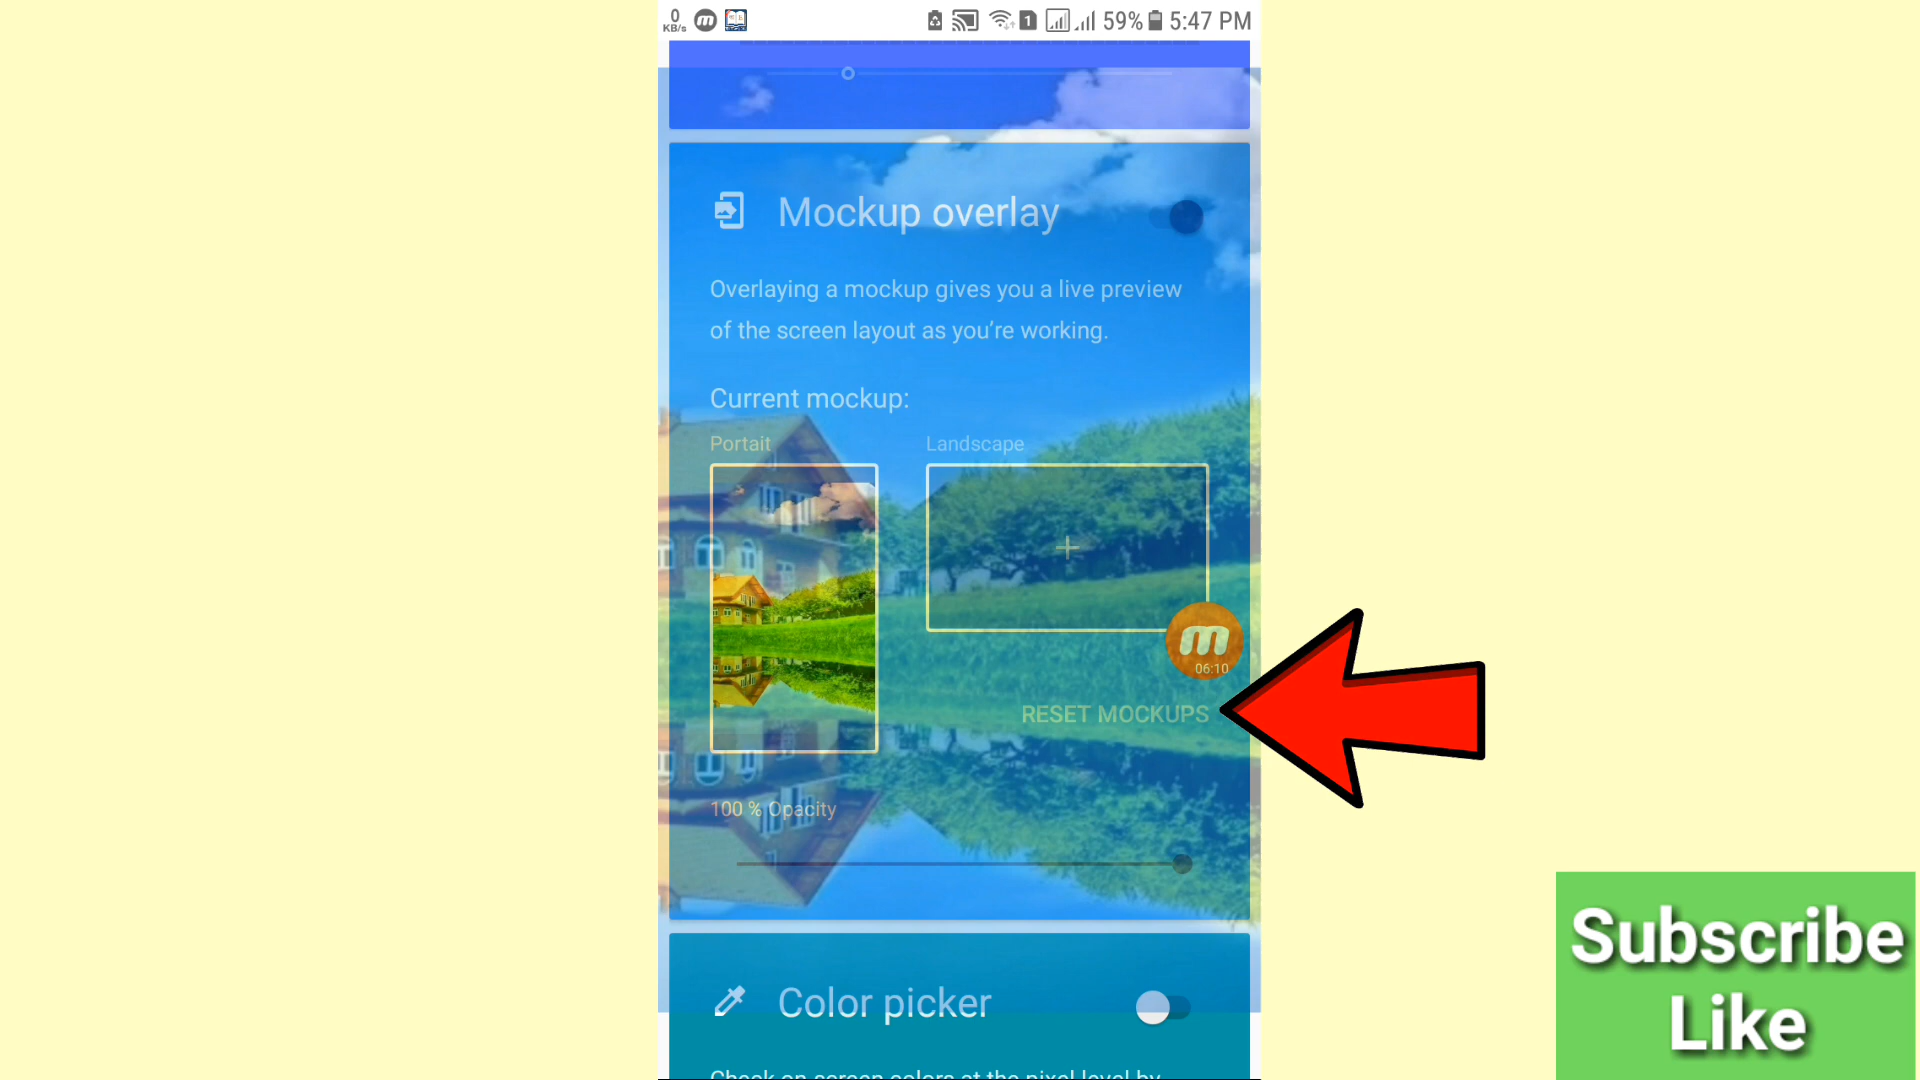 0
KB/s
1
59%
5:47 PM
Mockup overlay
Overlaying a mockup gives you a live preview
of the screen layout as you’re working.
Current mockup:
Portait
Landscape
06:10
RESET MOCKUPS
100 % Opacity
Color picker
Check on screen colors at the pixel level by
Subscribe
Like